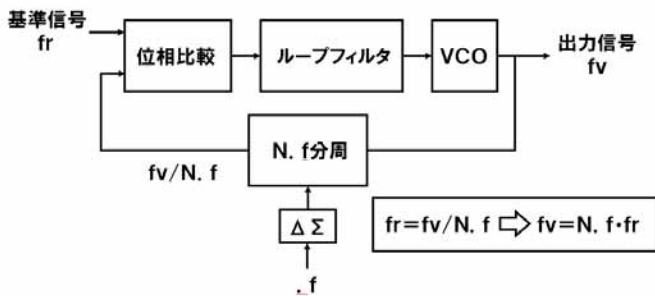 基準信号
fr
位相比較
ループフィルタ
VCO
出力信号
fv
N. f分周
fv/N. f
ΔΣ
fr=fv/N. f ⇨ fv=N. f・fr
. f